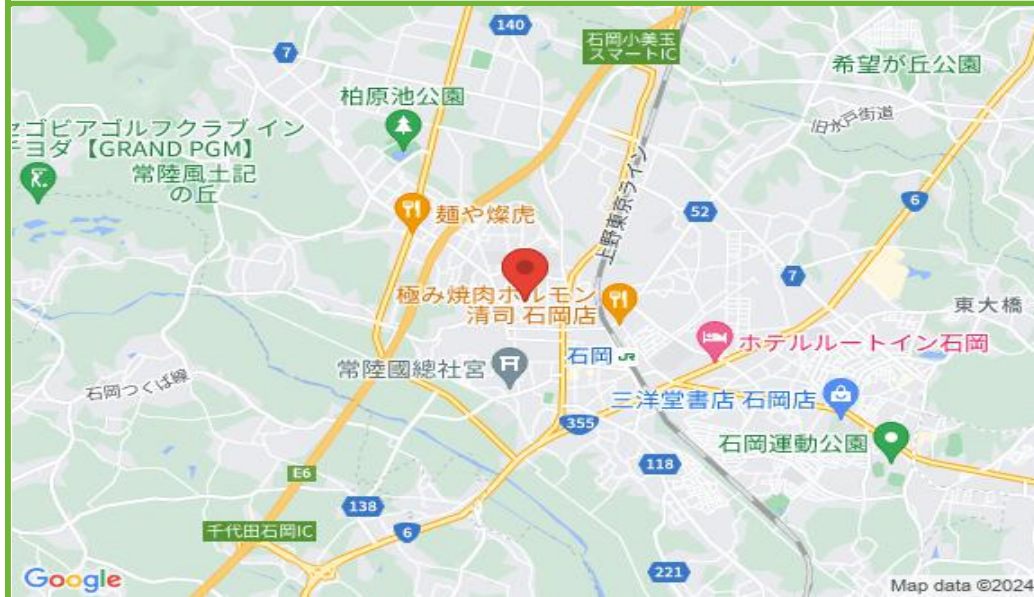 140
石岡小美玉
スマートIC
7
希望が丘公園
柏原池公園
旧水戸街道
セゴビアゴルフクラブ イン
チヨダ【GRAND PGM】
常陸風土記
の丘
上野東京ライン
6
麺や燦虎
52
7
極み焼肉ホルモン
清司 石岡店
東大橋
石岡 JR
ホテルルートイン石岡
常陸國總社宮
石岡つくば線
三洋堂書店 石岡店
355
石岡運動公園
118
E6
138
千代田石岡IC
6
221
Google
Map data ©2024